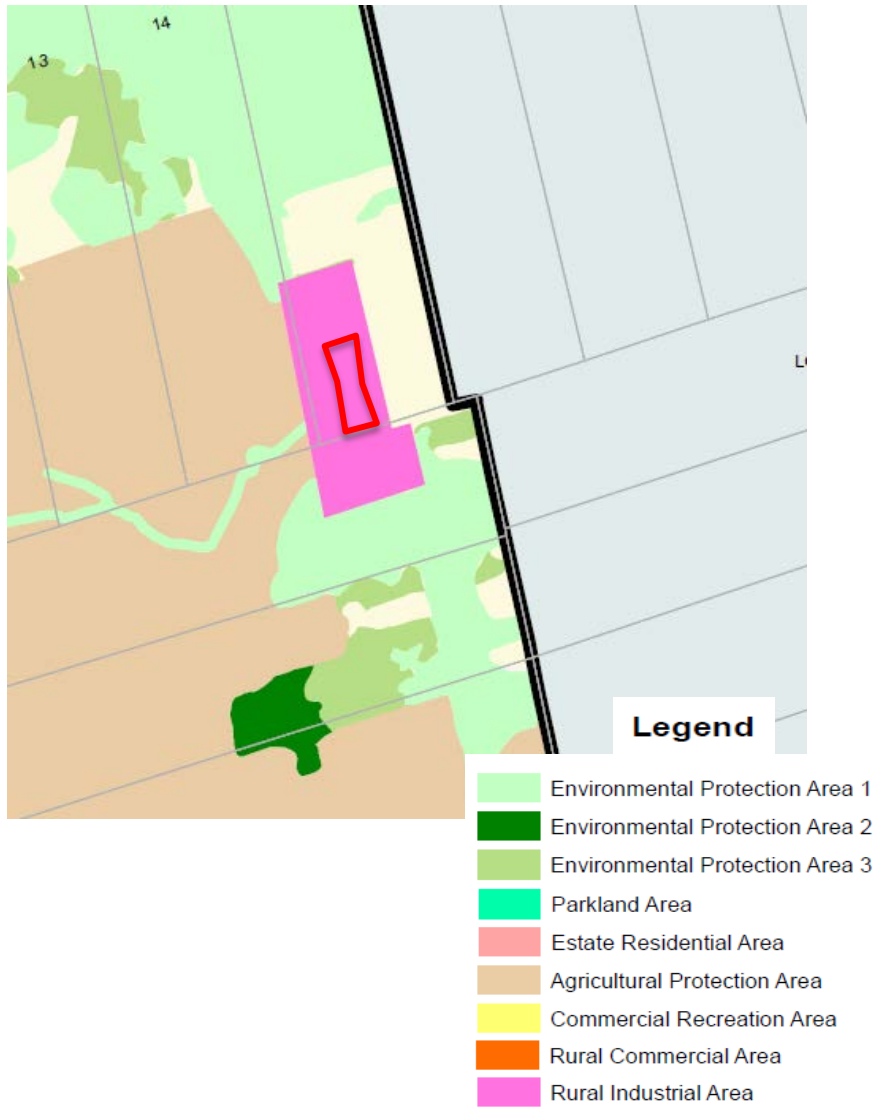 14
13
Legend
Environmental Protection Area 1
Environmental Protection Area 2
Environmental Protection Area 3
Parkland Area
Estate Residential Area
Agricultural Protection Area
Commercial Recreation Area
Rural Commercial Area
Rural Industrial Area